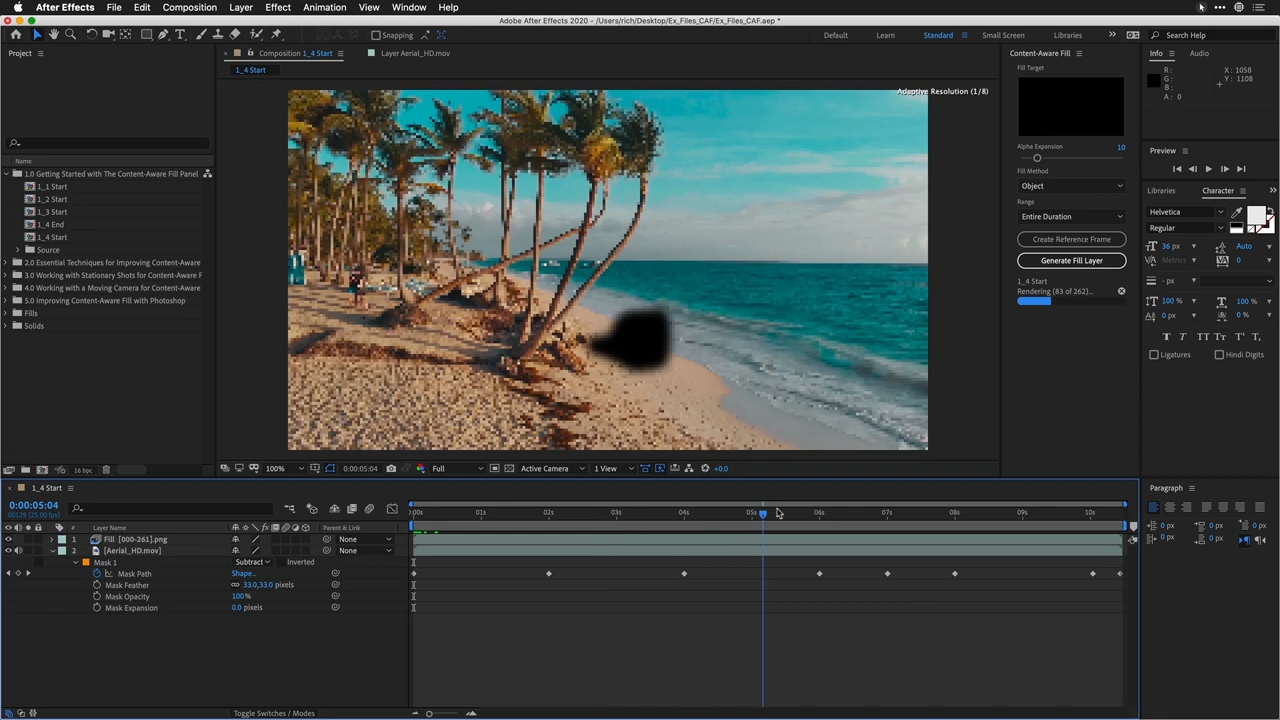 After Effects File Edit Composition Layer Effect Animation View Window Help
Adobe After Effects 2020 - /Users/rich/Desktop/Ex_Files_CAF/Ex_Files_CAF.aep *
Snapping Default Learn Standard Small Screen Libraries Search Help
Project
Composition 1_4 Start Layer Aerial_HD.mov
1_4 Start
Adaptive Resolution (1/8)
Name
1.0 Getting Started with The Content-Aware Fill Panel
1_1 Start
1_2 Start
1_3 Start
1_4 End
1_4 Start
Source
2.0 Essential Techniques for Improving Content-Aware
3.0 Working with Stationary Shots for Content-Aware F
4.0 Working with a Moving Camera for Content-Aware
5.0 Improving Content-Aware Fill with Photoshop
Fills
Solids
16 bpc
100% 0:00:05:04 Full Active Camera 1 View +0.0
Content-Aware Fill
Fill Target
Alpha Expansion 10
Fill Method
Object
Range
Entire Duration
Create Reference Frame
Generate Fill Layer
1_4 Start
Rendering (83 of 262)...
Info Audio
R :
G :
B :
A : 0
X : 1058
Y : 1108
Preview
Libraries Character
Helvetica
Regular
36 px Auto
Metrics 0
- px
100 % 100 %
0 px 0 %
T T TT Tт T¹ T₁
Ligatures Hindi Digits
Paragraph
0 px 0 px 0 px
0 px 0 px
1_4 Start
0:00:05:04
00129 (25.00 fps)
# Layer Name Parent & Link
1 Fill [000-261].png None
2 [Aerial_HD.mov] None
Mask 1 Subtract Inverted
Mask Path Shape...
Mask Feather 33.0,33.0 pixels
Mask Opacity 100%
Mask Expansion 0.0 pixels
:00s 01s 02s 03s 04s 05s 06s 07s 08s 09s 10s
Toggle Switches / Modes